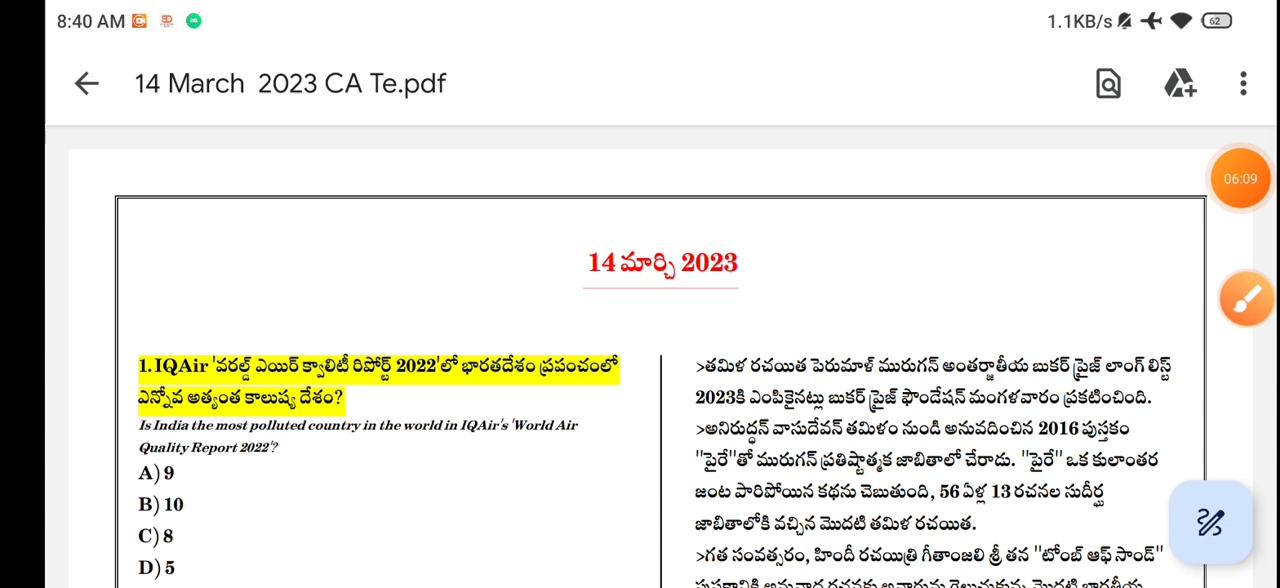 8:40 AM
1.1KB/s
62
14 March 2023 CA Te.pdf
06:09
14 మార్చి 2023
1.IQAir 'వరల్డ్ ఎయిర్ క్వాలిటీ రిపోర్ట్ 2022'లో భారతదేశం ప్రపంచంలో
ఎన్నోవ అత్యంత కాలుష్య దేశం?
Is India the most polluted country in the world in IQAir's 'World Air
Quality Report 2022'?
A) 9
B) 10
C) 8
D) 5
>తమిళ రచయిత పెరుమాళ్ మురుగన్ అంతర్జాతీయ బుకర్ ప్రైజ్ లాంగ్ లిస్ట్
2023కి ఎంపికైనట్లు బుకర్ ప్రైజ్ ఫౌండేషన్ మంగళవారం ప్రకటించింది.
>అనిరుద్ధన్ వాసుదేవన్ తమిళం నుండి అనువదించిన 2016 పుస్తకం
"పైరే"తో మురుగన్ ప్రతిష్టాత్మక జాబితాలో చేరాడు. "పైరే" ఒక కులాంతర
జంట పారిపోయిన కథను చెబుతుంది, 56 ఏళ్ల 13 రచనల సుదీర్ఘ
జాబితాలోకి వచ్చిన మొదటి తమిళ రచయిత.
>గత సంవత్సరం, హిందీ రచయిత్రి గీతాంజలి శ్రీ తన "టోంబ్ ఆఫ్ సాండ్"